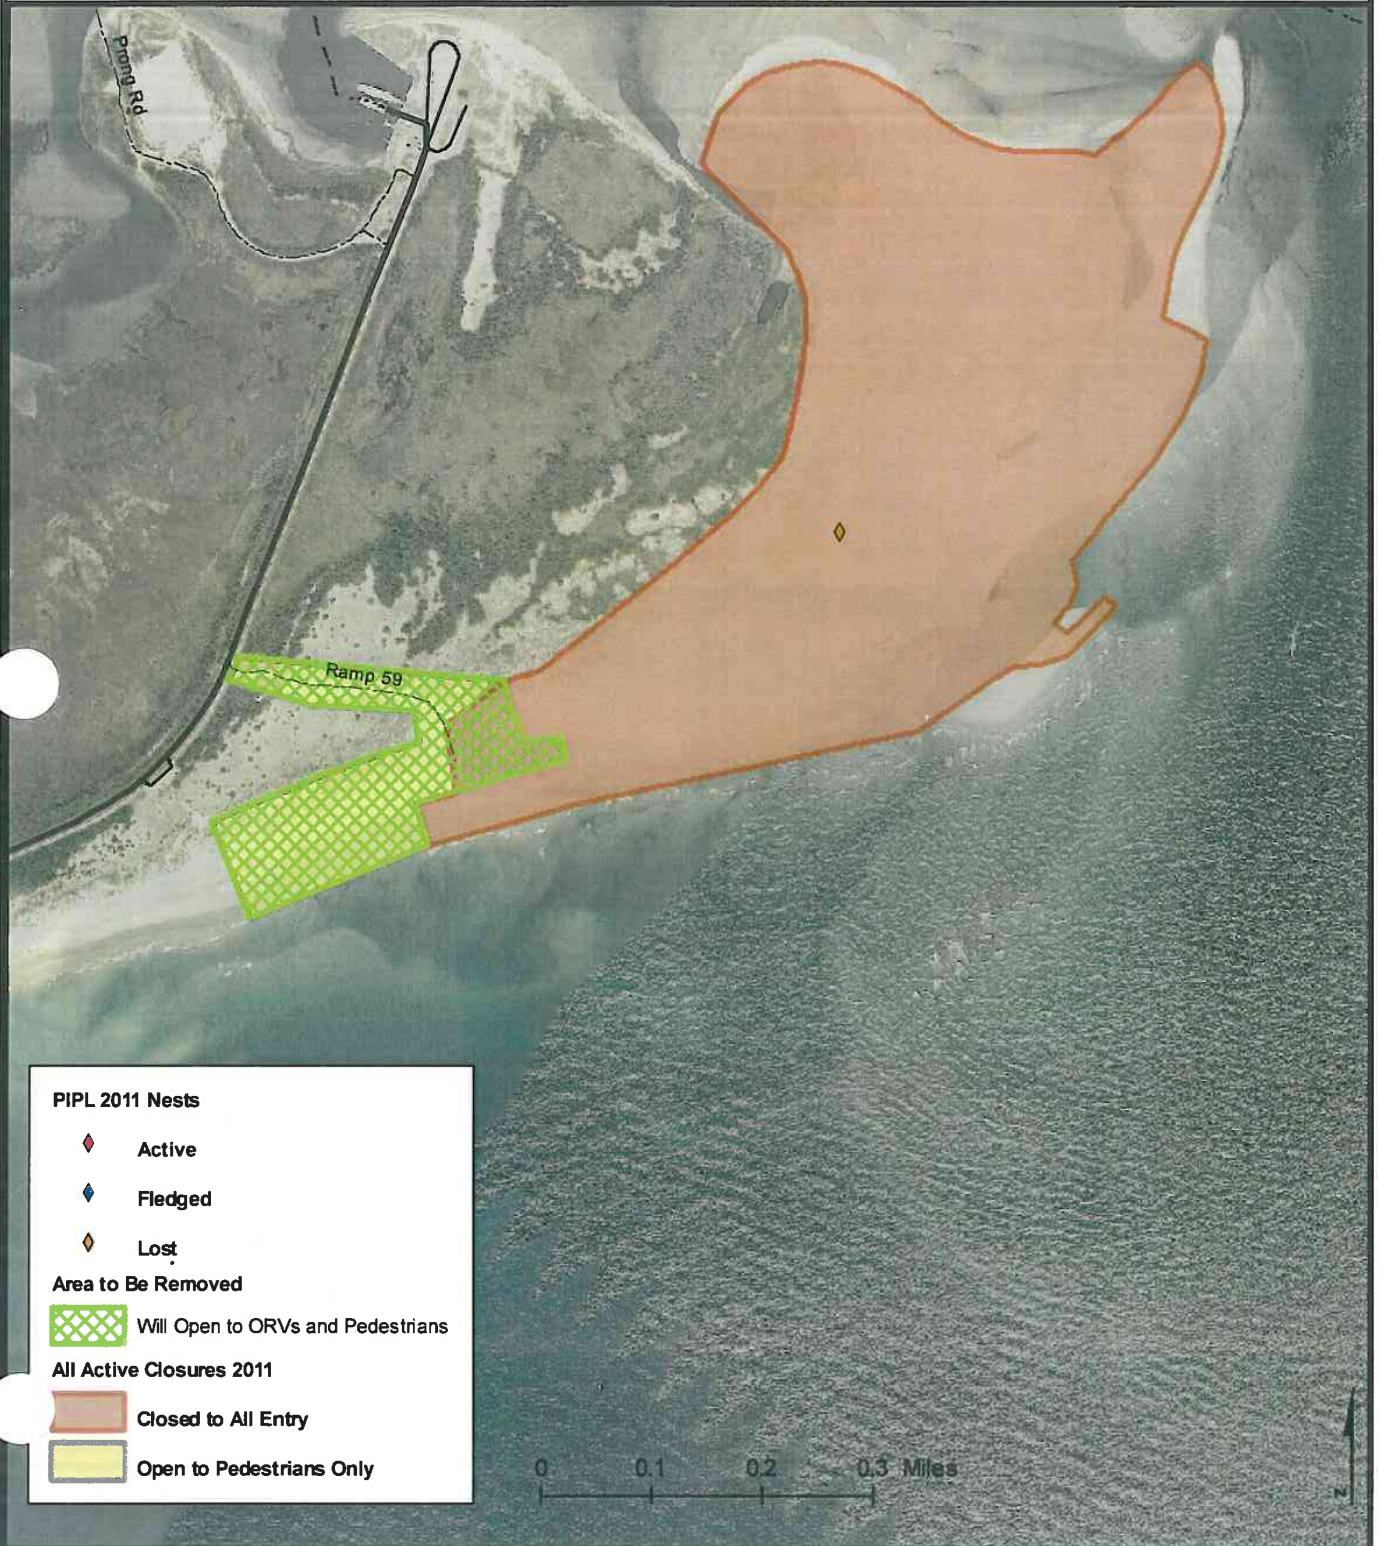 Prong Rd
Ramp 59
PIPL 2011 Nests
Active
Fledged
Lost
Area to Be Removed
Will Open to ORVs and Pedestrians
All Active Closures 2011
Closed to All Entry
Open to Pedestrians Only
0 0.1 0.2 0.3 Miles
N